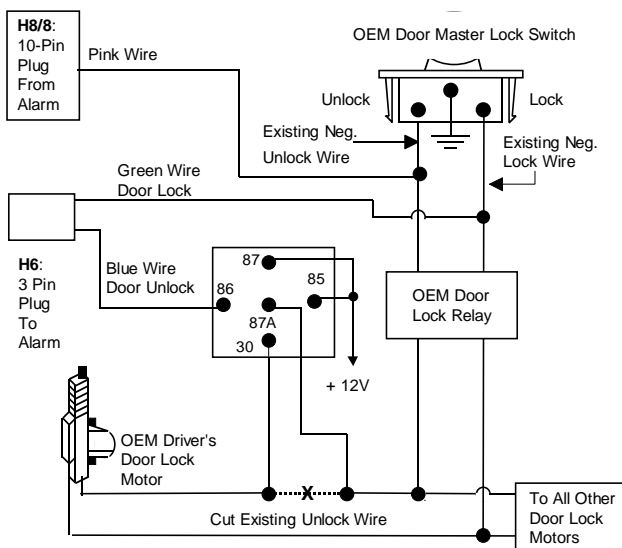 H8/8:
10-Pin
Plug
From
Alarm
Pink Wire
OEM Door Master Lock Switch
Unlock
Lock
Existing Neg.
Unlock Wire
Existing Neg.
Lock Wire
Green Wire
Door Lock
H6:
3 Pin
Plug
To
Alarm
Blue Wire
Door Unlock
87
86
85
87A
30
+ 12V
OEM Door
Lock Relay
OEM Driver's
Door Lock
Motor
X
Cut Existing Unlock Wire
To All Other
Door Lock
Motors